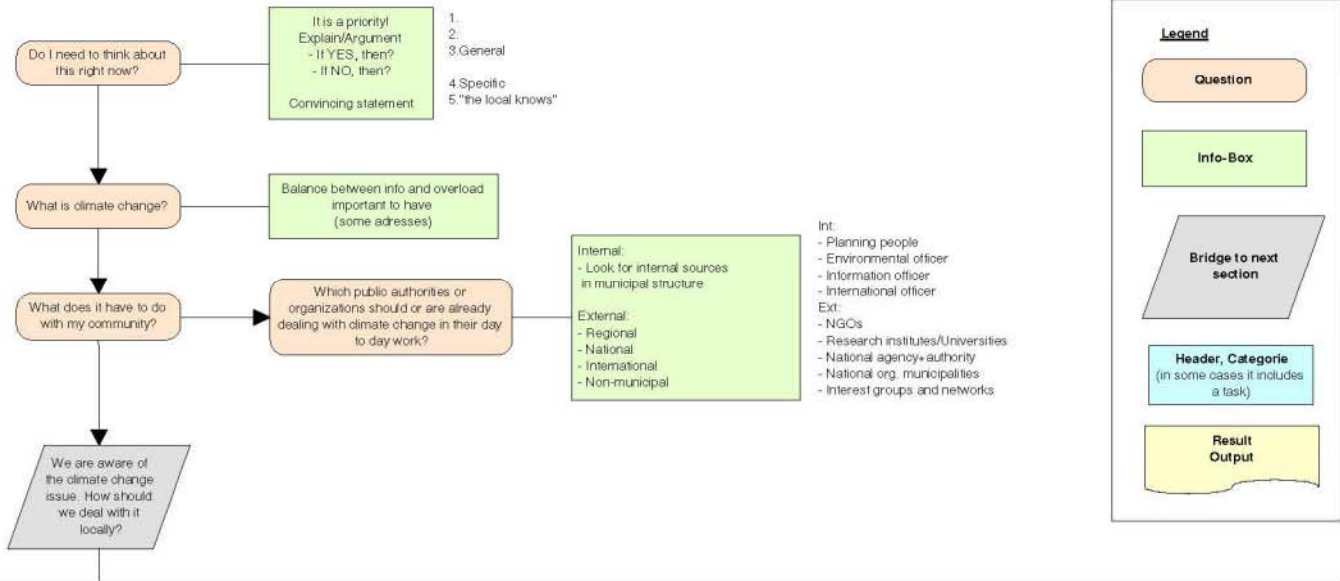 Do I need to think about
this right now?
It is a priority!
Explain/Argument
- If YES, then?
- If NO, then?
Convincing statement
1.
2.
3.General
4.Specific
5."the local knows"
What is climate change?
Balance between info and overload
important to have
(some adresses)
What does it have to do
with my community?
Which public authorities or
organizations should or are already
dealing with climate change in their day
to day work?
Internal:
- Look for internal sources
in municipal structure
External:
- Regional
- National
- International
- Non-municipal
Int:
- Planning people
- Environmental officer
- Information officer
- International officer
Ext:
- NGOs
- Research institutes/Universities
- National agency+authority
- National org. municipalities
- Interest groups and networks
We are aware of
the climate change
issue. How should
we deal with it
locally?
Legend
Question
Info-Box
Bridge to next
section
Header, Categorie
(in some cases it includes
a task)
Result
Output